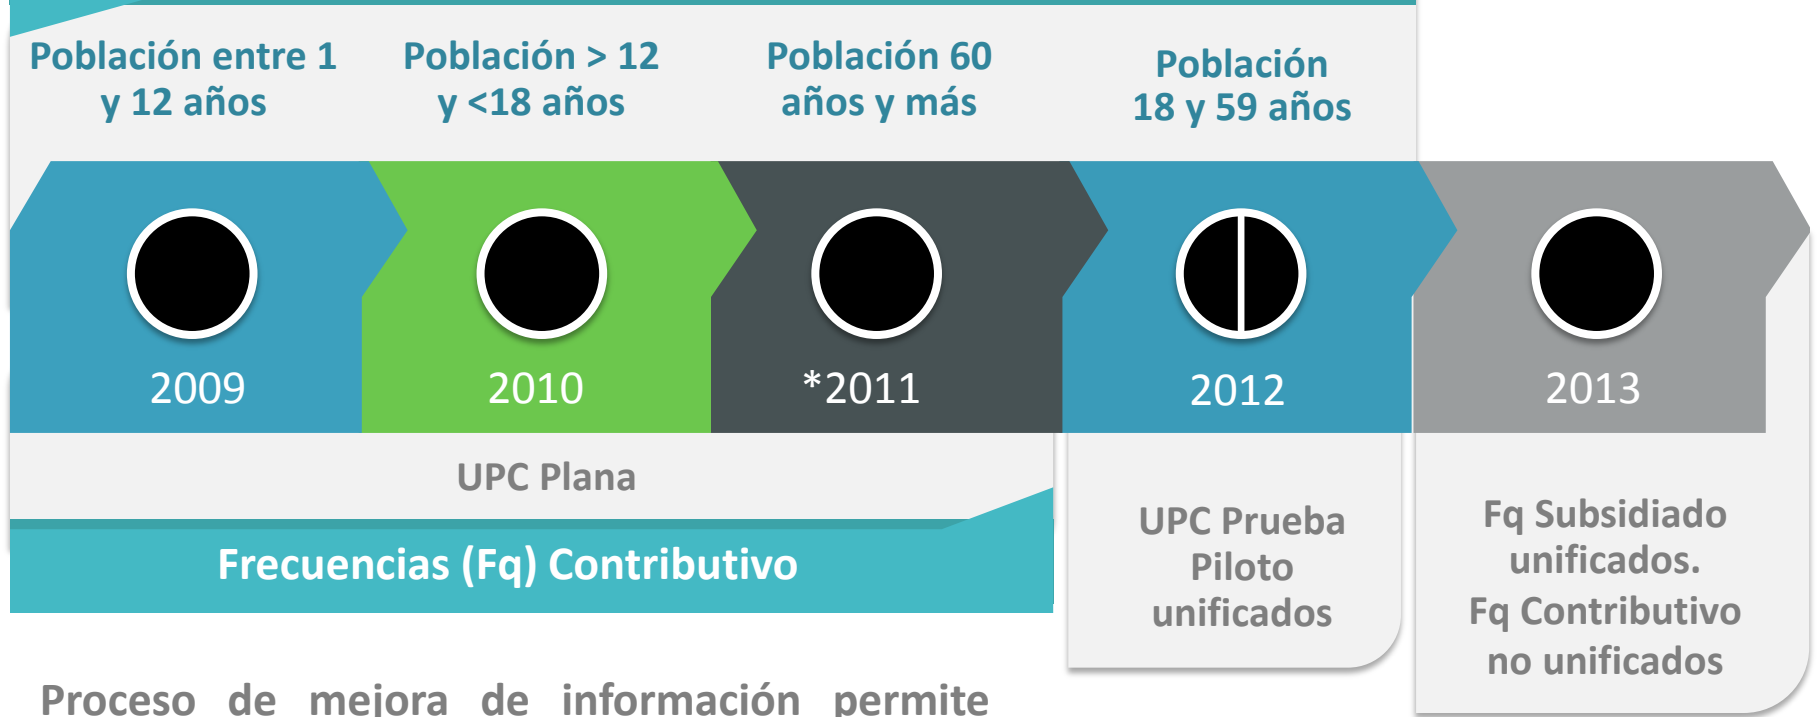 Población entre 1
y 12 años
Población > 12
y <18 años
Población 60
años y más
Población
18 y 59 años
2009
2010
*2011
2012
2013
UPC Plana
Frecuencias (Fq) Contributivo
UPC Prueba
Piloto
unificados
Fq Subsidiado
unificados.
Fq Contributivo
no unificados
Proceso de mejora de información permite